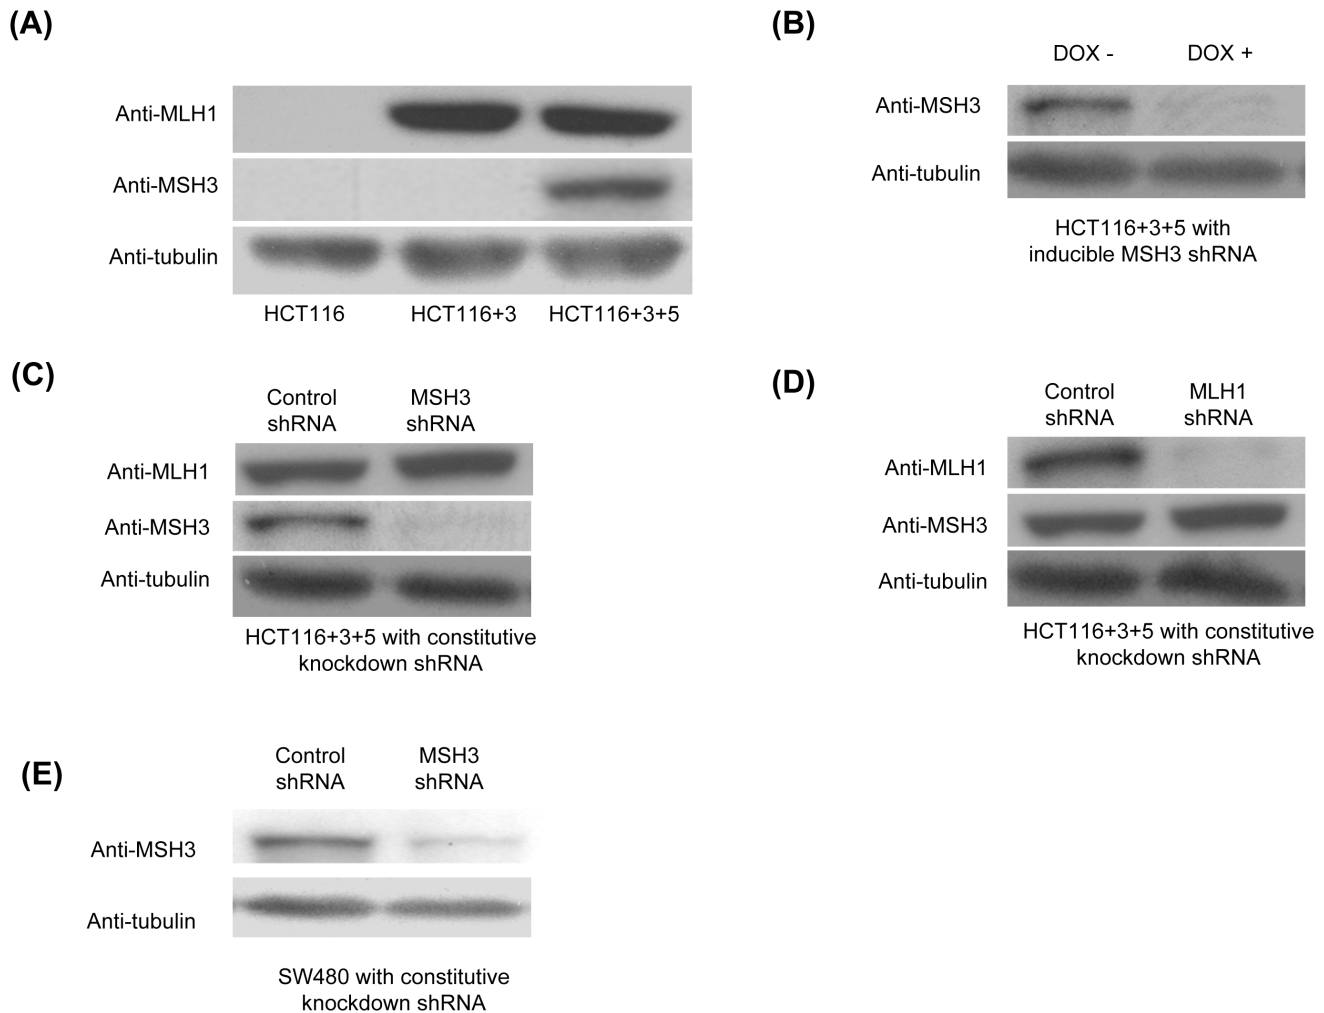 (A)
Anti-MLH1
Anti-MSH3
Anti-tubulin
HCT116 HCT116+3 HCT116+3+5
(B)
DOX - DOX +
Anti-MSH3
Anti-tubulin
HCT116+3+5 with
inducible MSH3 shRNA
(C)
Control MSH3
shRNA shRNA
Anti-MLH1
Anti-MSH3
Anti-tubulin
HCT116+3+5 with constitutive
knockdown shRNA
(D)
Control MLH1
shRNA shRNA
Anti-MLH1
Anti-MSH3
Anti-tubulin
HCT116+3+5 with constitutive
knockdown shRNA
(E)
Control MSH3
shRNA shRNA
Anti-MSH3
Anti-tubulin
SW480 with constitutive
knockdown shRNA